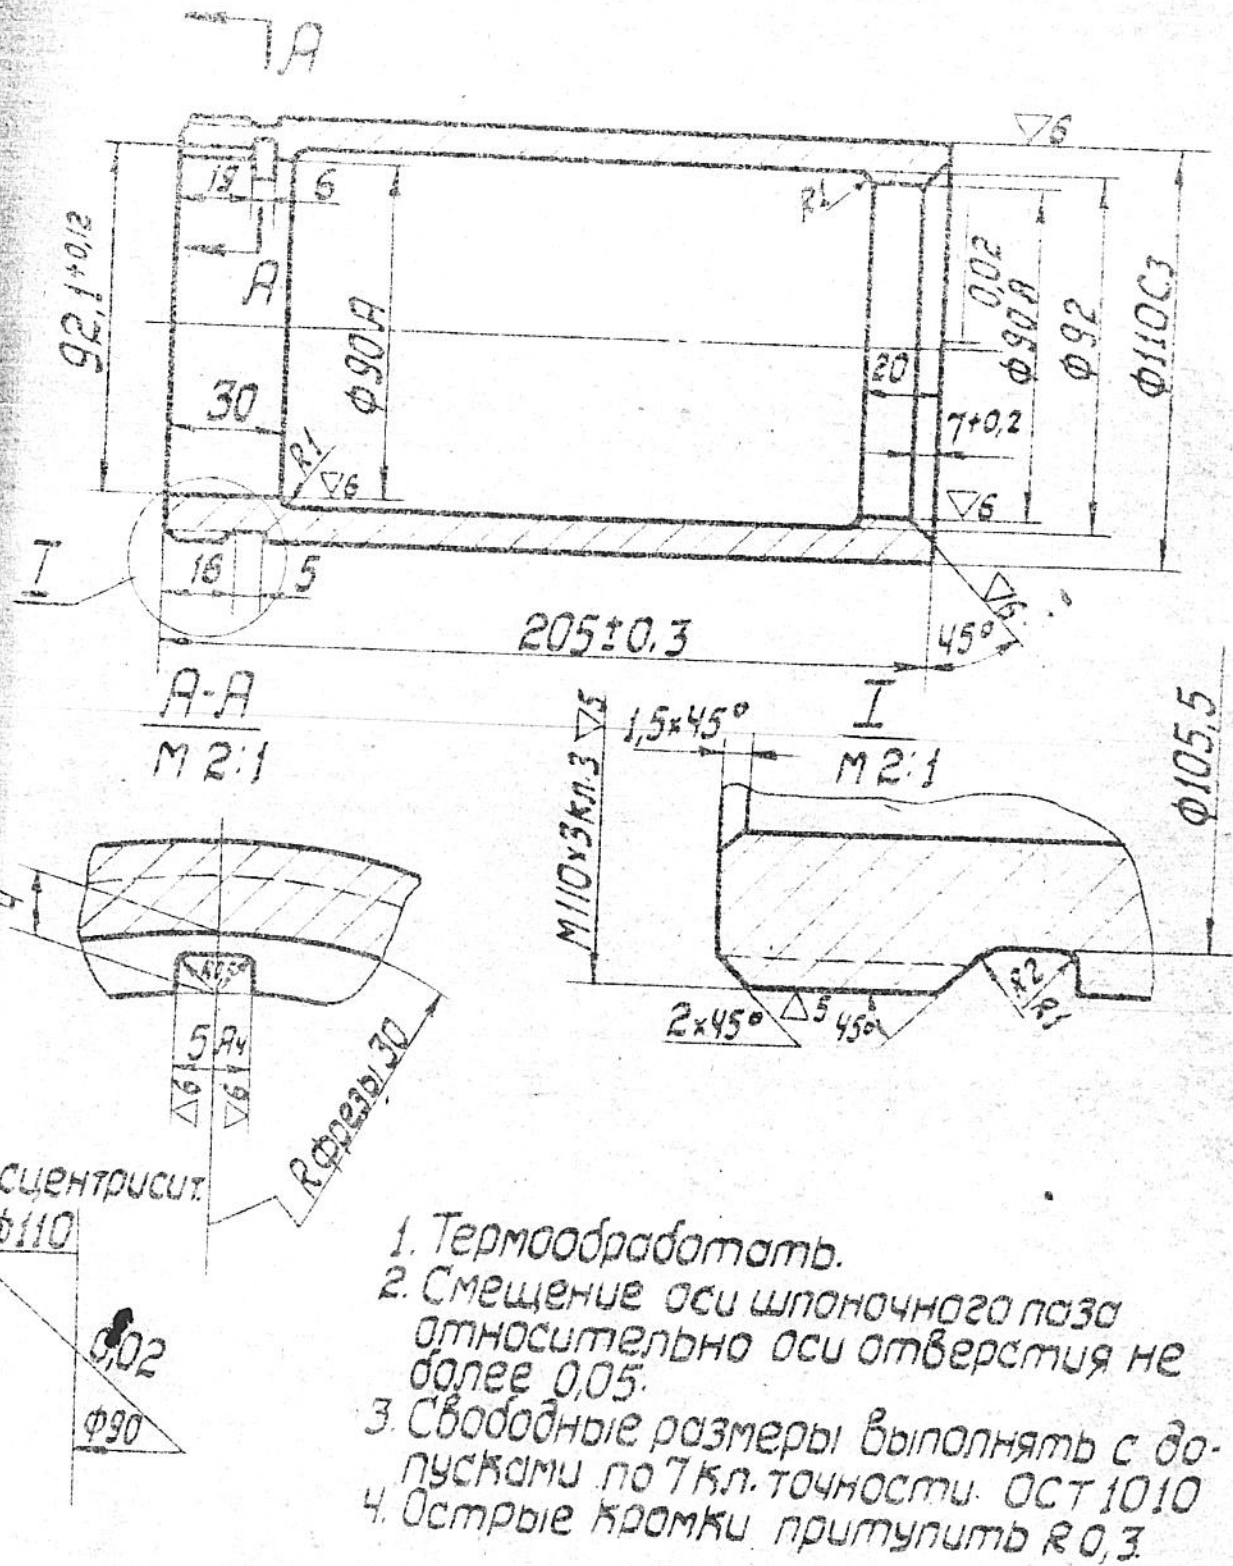 А
19
6
А
92,1+0,12
Ф90А
30
R1
▽6
R1
▽6
20
7+0,2
▽6
0,02
Ф90А
Ф92
Ф110С3
I
16
5
205±0,3
45°
▽6
А-А
М 2:1
4
5 А4
▽6
▽6
R фрезы 30
М110х3кл.3 ▽5
1,5х45°
I
М 2:1
Ф105,5
2х45°
▽5
45°
R2
R1
сцентрисит.
Ф110
0,02
Ф90
1. Термообработать.
2. Смещение оси шпоночного паза
относительно оси отверстия не
более 0,05.
3. Свободные размеры выполнять с до-
пусками по 7 кл. точности ОСТ 1010
4. Острые кромки притупить R 0,3.